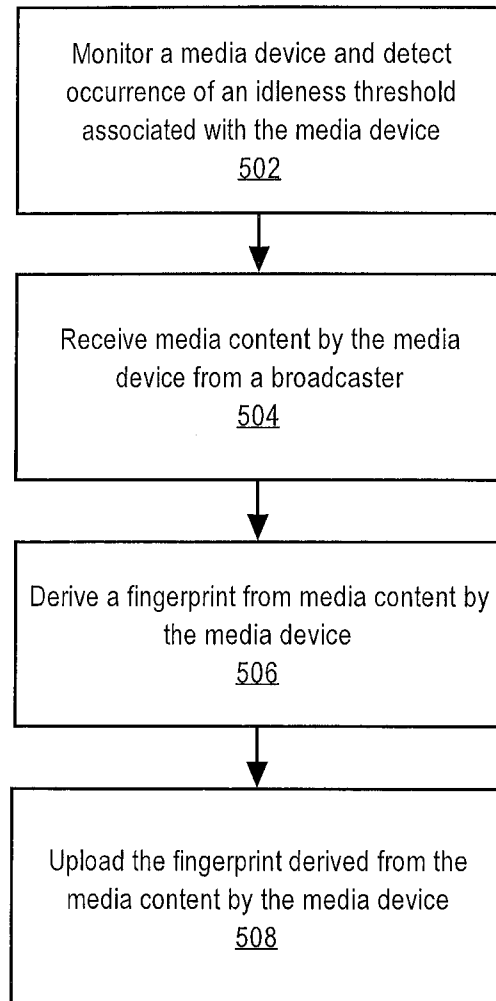 Monitor a media device and detect
occurrence of an idleness threshold
associated with the media device
502
Receive media content by the media
device from a broadcaster
504
Derive a fingerprint from media content by
the media device
506
Upload the fingerprint derived from the
media content by the media device
508